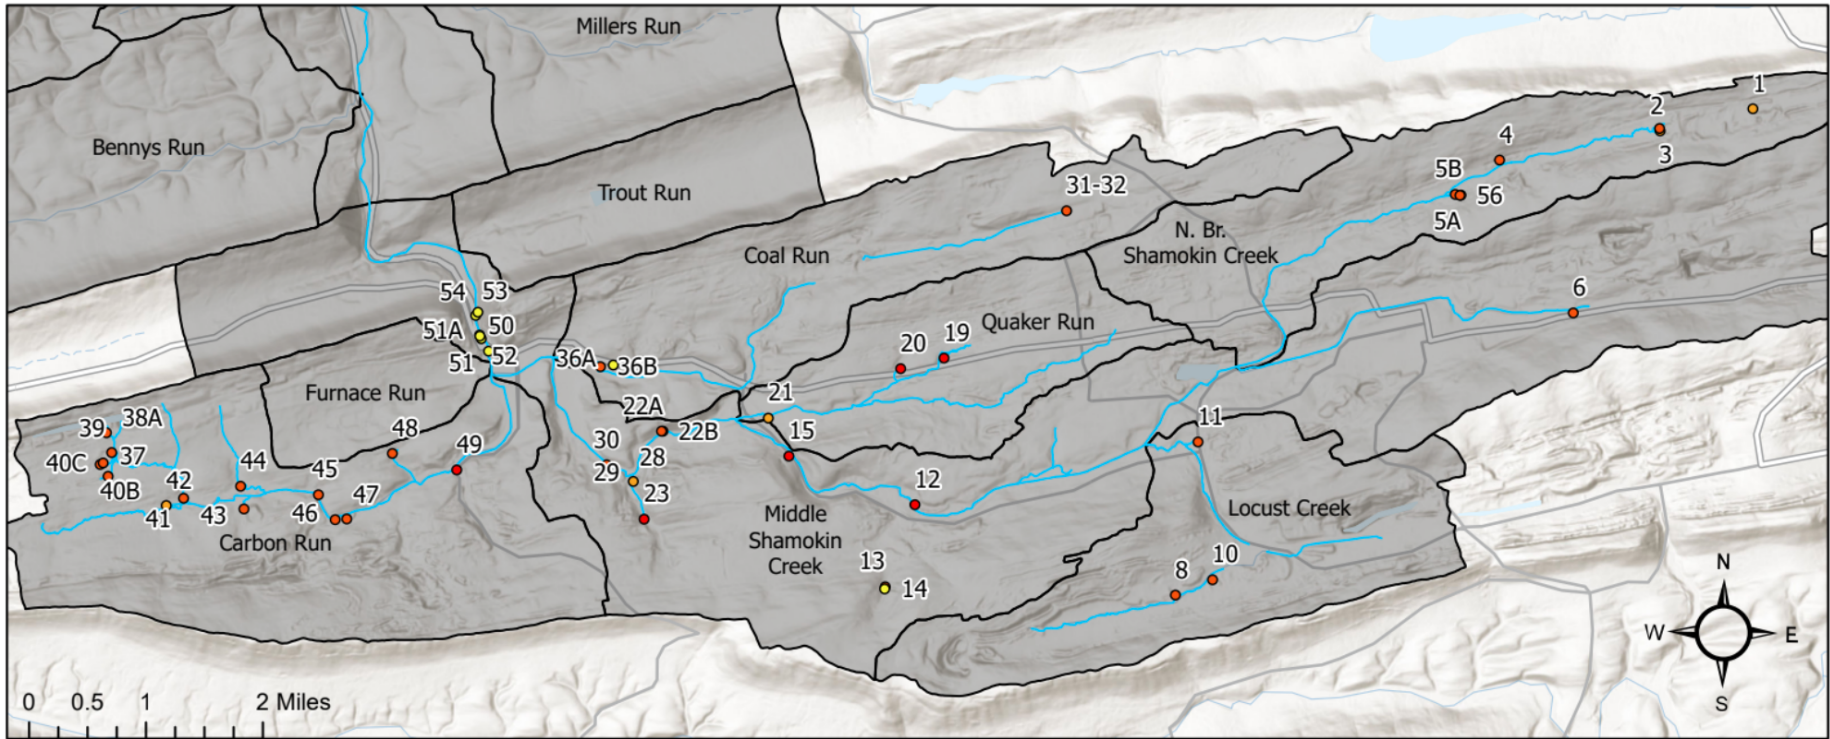 Millers Run
1
2
Bennys Run
4
3
5B
56
Trout Run
31-32
5A
N. Br.
Shamokin Creek
Coal Run
54
53
6
51A
50
Quaker Run
19
20
51
52
36A
36B
Furnace Run
21
22A
39
38A
22B
15
11
48
30
49
40C
37
28
44
45
29
12
42
40B
47
23
Locust Creek
41
43
46
Middle
Shamokin
Creek
Carbon Run
10
13
8
14
N
W
E
S
0 0.5 1 2 Miles